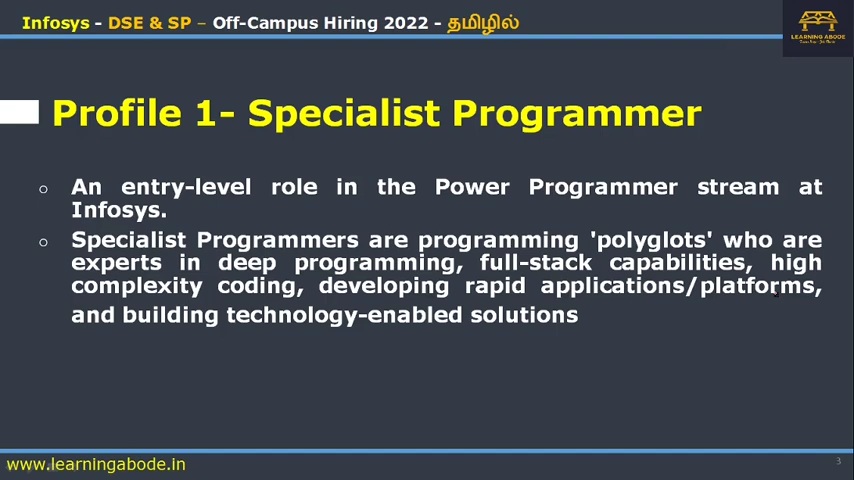 Infosys - DSE & SP – Off-Campus Hiring 2022 - தமிழில்
LEARNING ABODE
Profile 1- Specialist Programmer
An entry-level role in the Power Programmer stream at
Infosys.
Specialist Programmers are programming 'polyglots' who are
experts in deep programming, full-stack capabilities, high
complexity coding, developing rapid applications/platforms,
and building technology-enabled solutions
www.learningabode.in
3